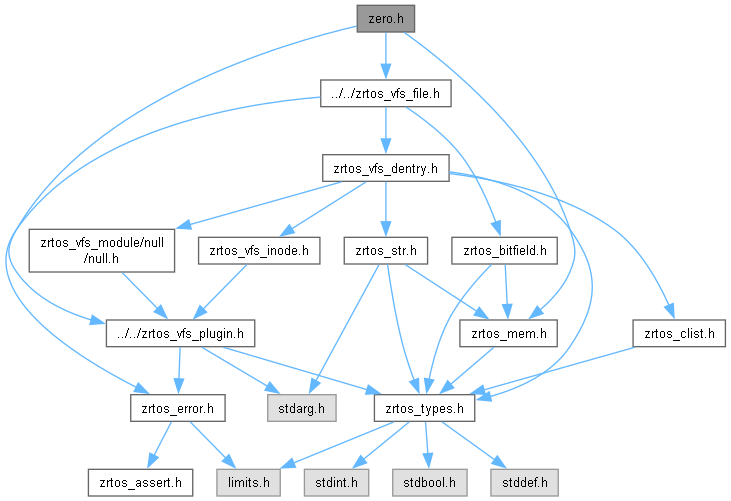 zero.h
../../zrtos_vfs_file.h
zrtos_vfs_dentry.h
zrtos_vfs_module/null
/null.h
zrtos_vfs_inode.h
zrtos_str.h
zrtos_bitfield.h
../../zrtos_vfs_plugin.h
zrtos_mem.h
zrtos_clist.h
zrtos_error.h
stdarg.h
zrtos_types.h
zrtos_assert.h
limits.h
stdint.h
stdbool.h
stddef.h